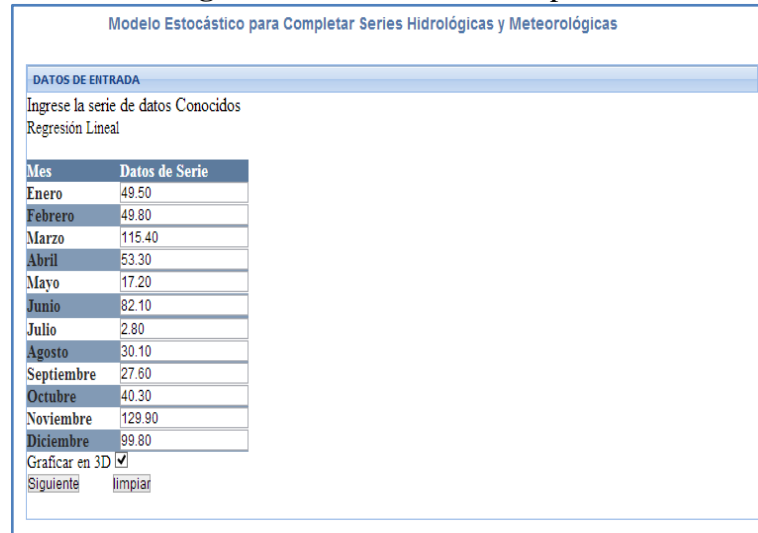 Modelo Estocástico para Completar Series Hidrológicas y Meteorológicas
DATOS DE ENTRADA
Ingrese la serie de datos Conocidos
Regresión Lineal
Mes Datos de Serie
Enero 49.50
Febrero 49.80
Marzo 115.40
Abril 53.30
Mayo 17.20
Junio 82.10
Julio 2.80
Agosto 30.10
Septiembre 27.60
Octubre 40.30
Noviembre 129.90
Diciembre 99.80
Graficar en 3D
Siguiente limpiar